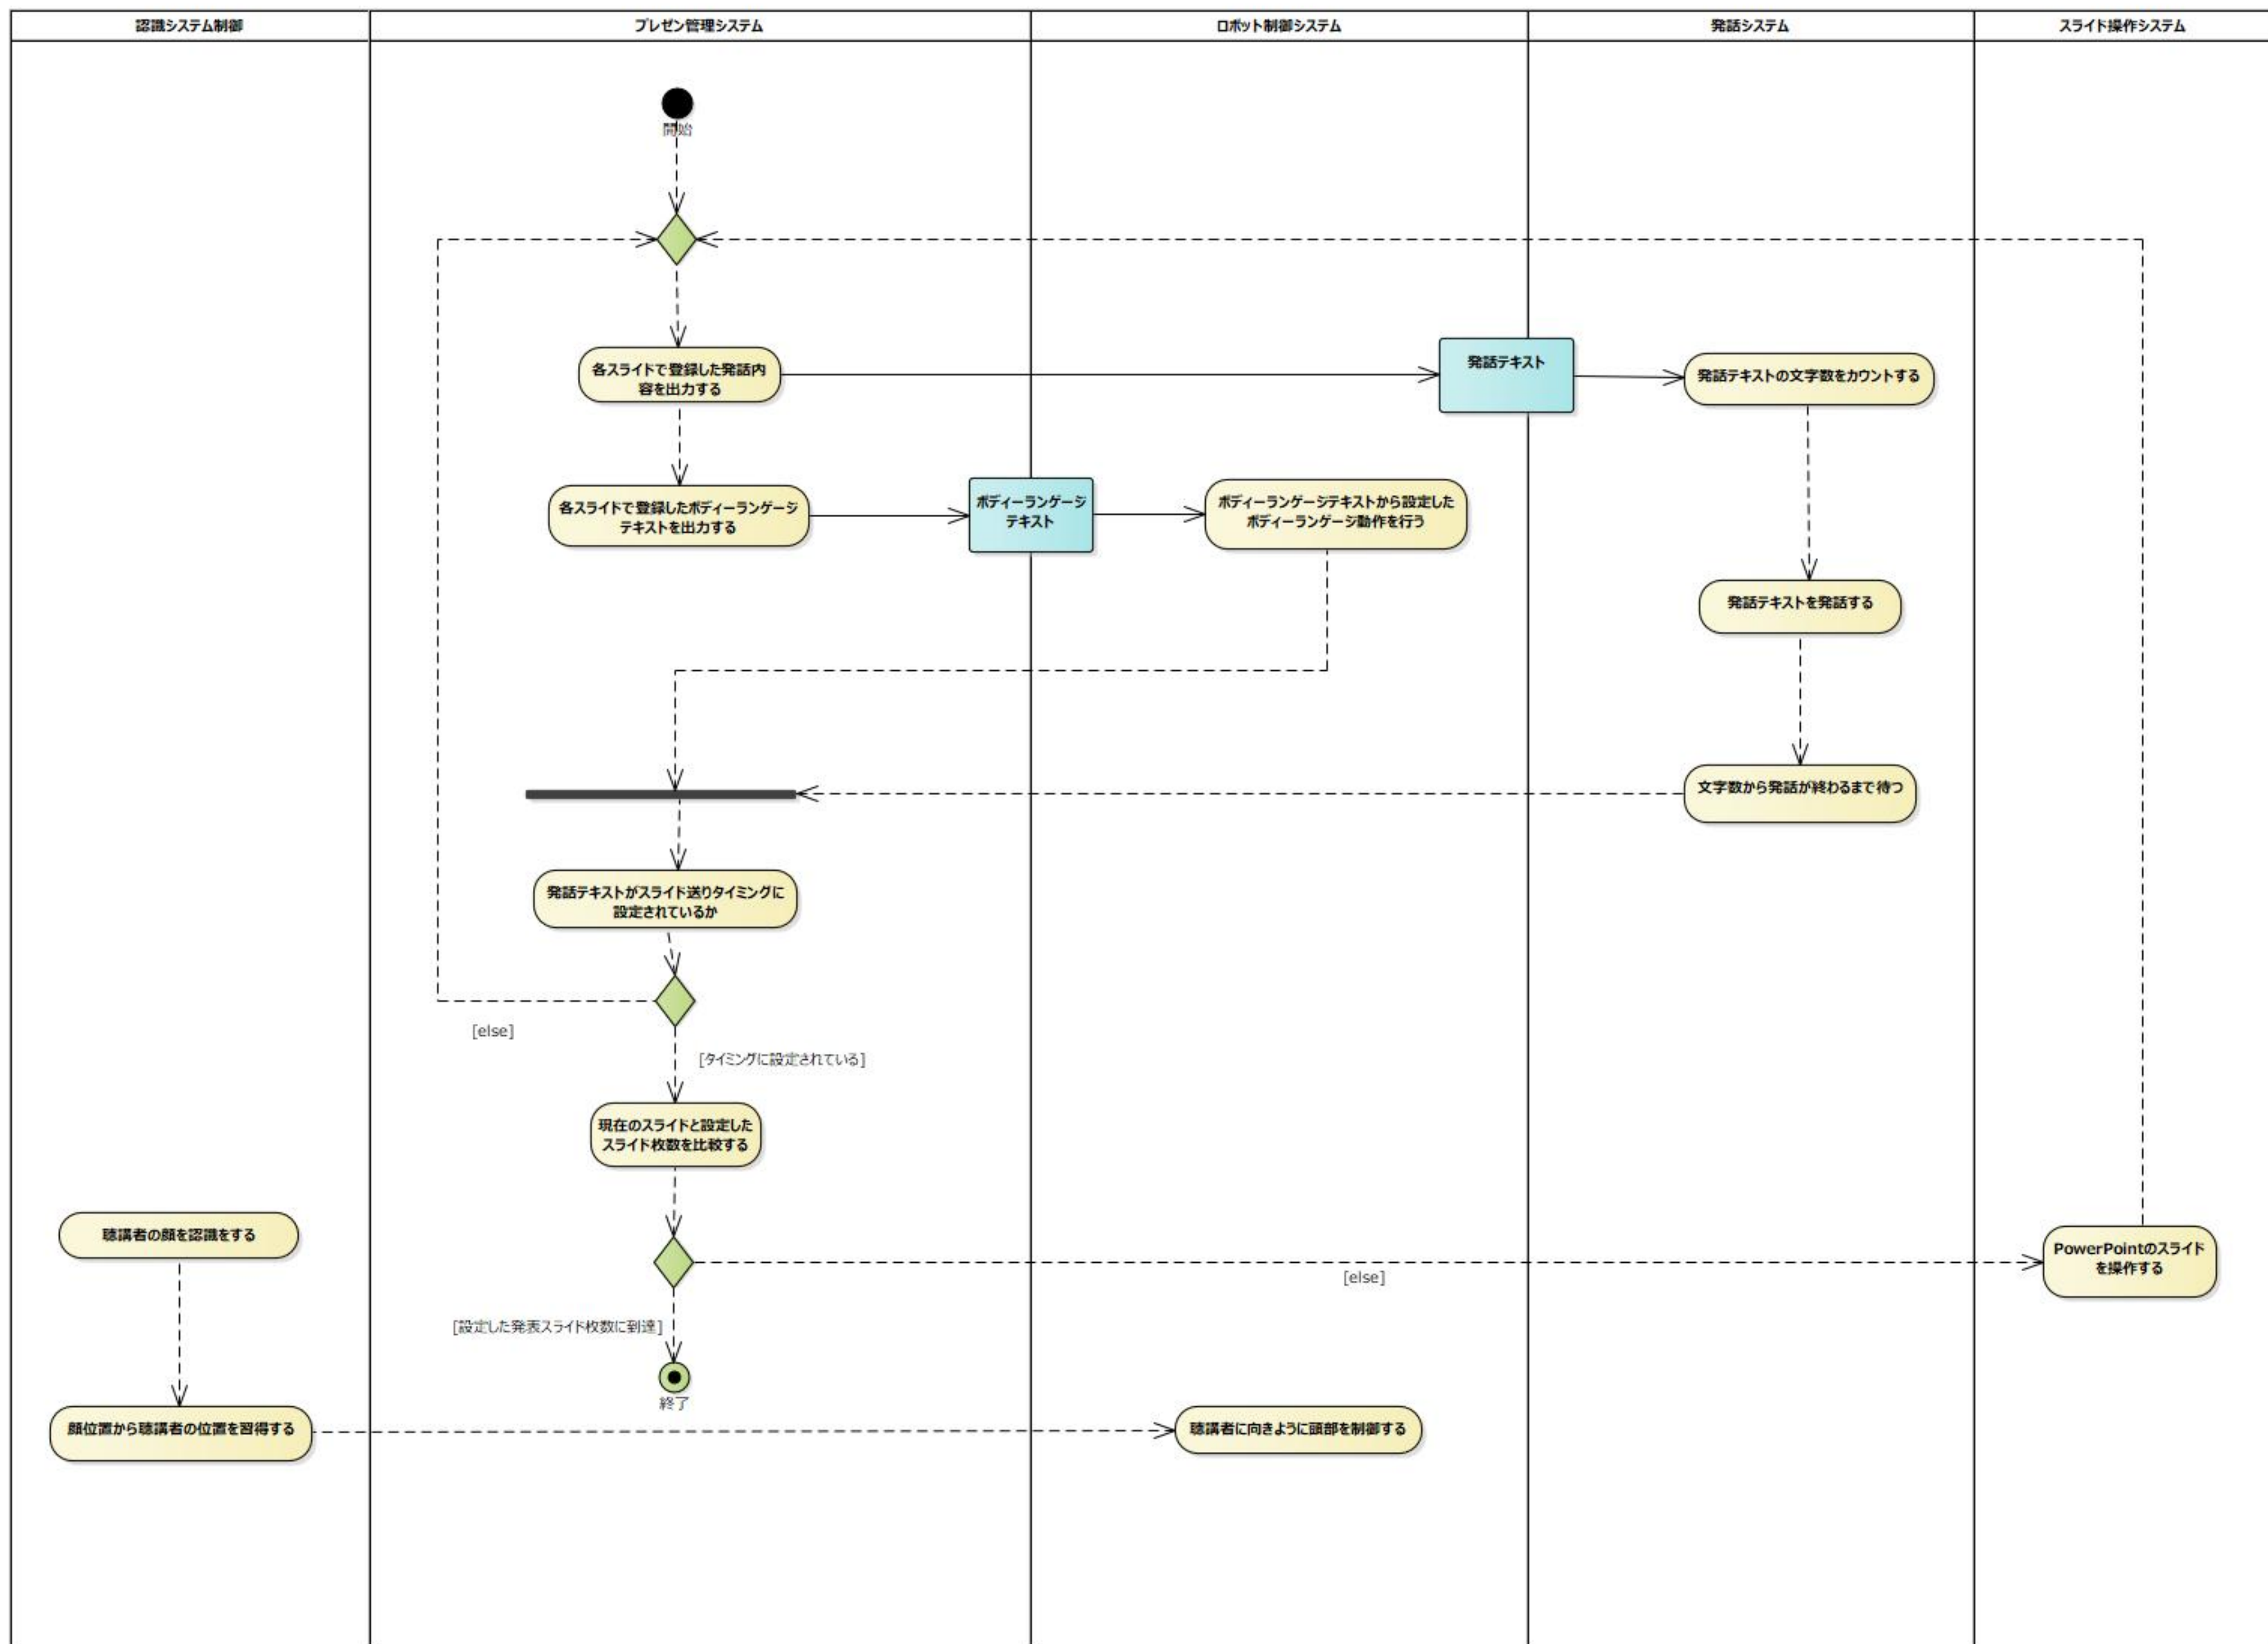 認識システム制御
プレゼン管理システム
ロボット制御システム
発話システム
スライド操作システム
開始
各スライドで登録した発話内
容を出力する
発話テキスト
発話テキストの文字数をカウントする
各スライドで登録したボディーランゲージ
テキストを出力する
ボディーランゲージ
テキスト
ボディーランゲージテキストから設定した
ボディーランゲージ動作を行う
発話テキストを発話する
文字数から発話が終わるまで待つ
発話テキストがスライド送りタイミングに
設定されているか
[else]
[タイミングに設定されている]
現在のスライドと設定した
スライド枚数を比較する
聴講者の顔を認識をする
PowerPointのスライド
を操作する
[else]
[設定した発表スライド枚数に到達]
終了
顔位置から聴講者の位置を習得する
聴講者に向きように頭部を制御する